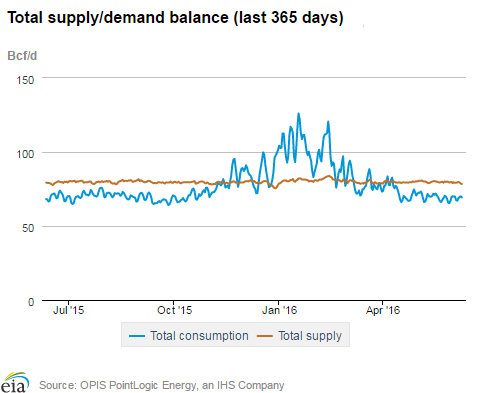 Total supply/demand balance (last 365 days)
Bcf/d
150
100
50
0
Jul '15 Oct '15 Jan '16 Apr '16
Total consumption Total supply
eia Source: OPIS PointLogic Energy, an IHS Company